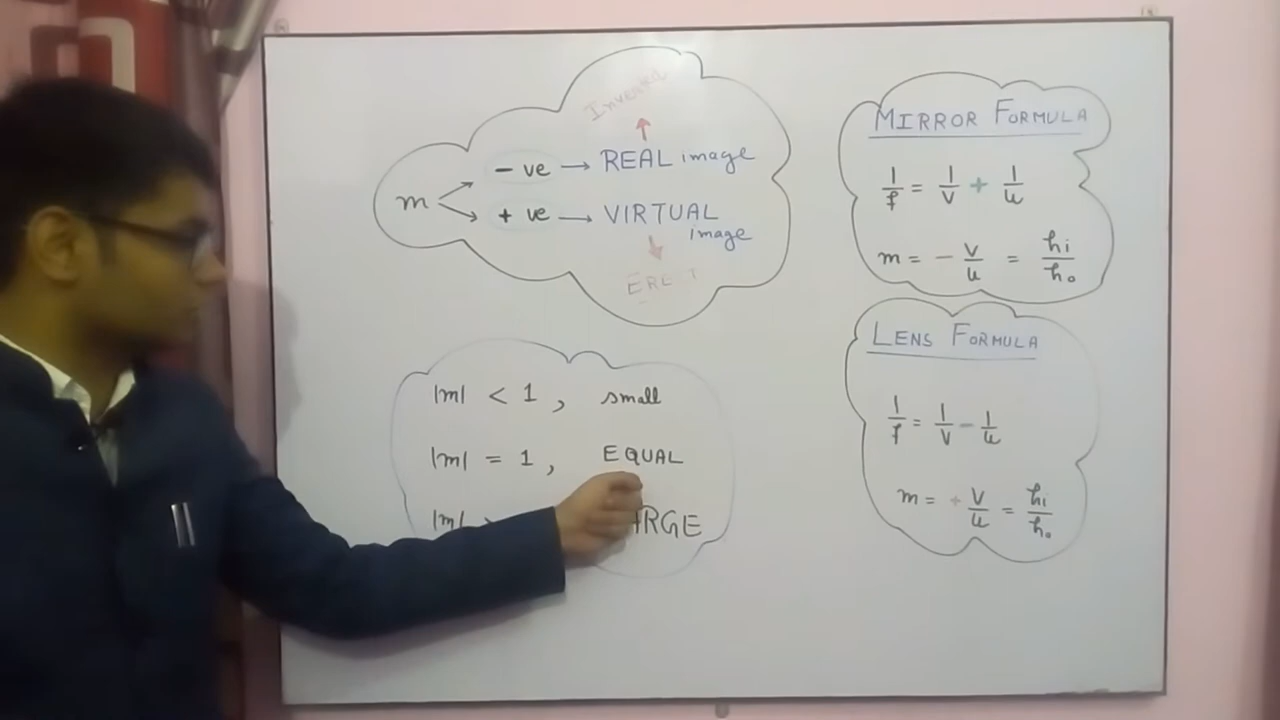 Inverted
m
- ve → REAL image
+ ve → VIRTUAL image
|m| < 1 , small
|m| = 1 , EQUAL
|m|
MIRROR FORMULA
1/f = 1/v + 1/u
m = - v/u = hi/ho
LENS FORMULA
1/f = 1/v - 1/u
m = + v/u = hi/ho